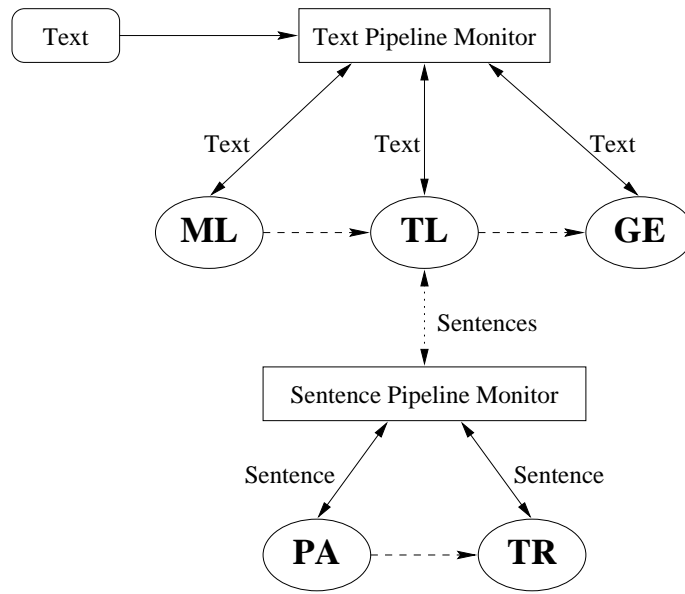 Text
Text Pipeline Monitor
Text
Text
Text
ML
TL
GE
Sentences
Sentence Pipeline Monitor
Sentence
Sentence
PA
TR